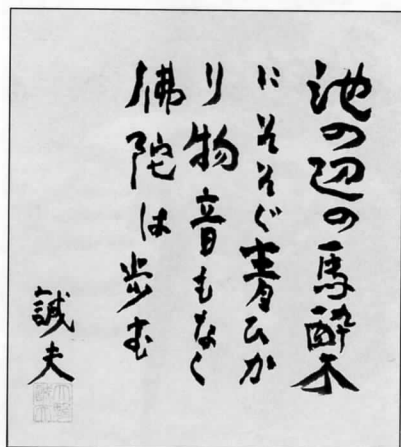 池の辺の馬酔木
にそそぐ青ひか
り物音もなく
佛陀は歩む
誠夫